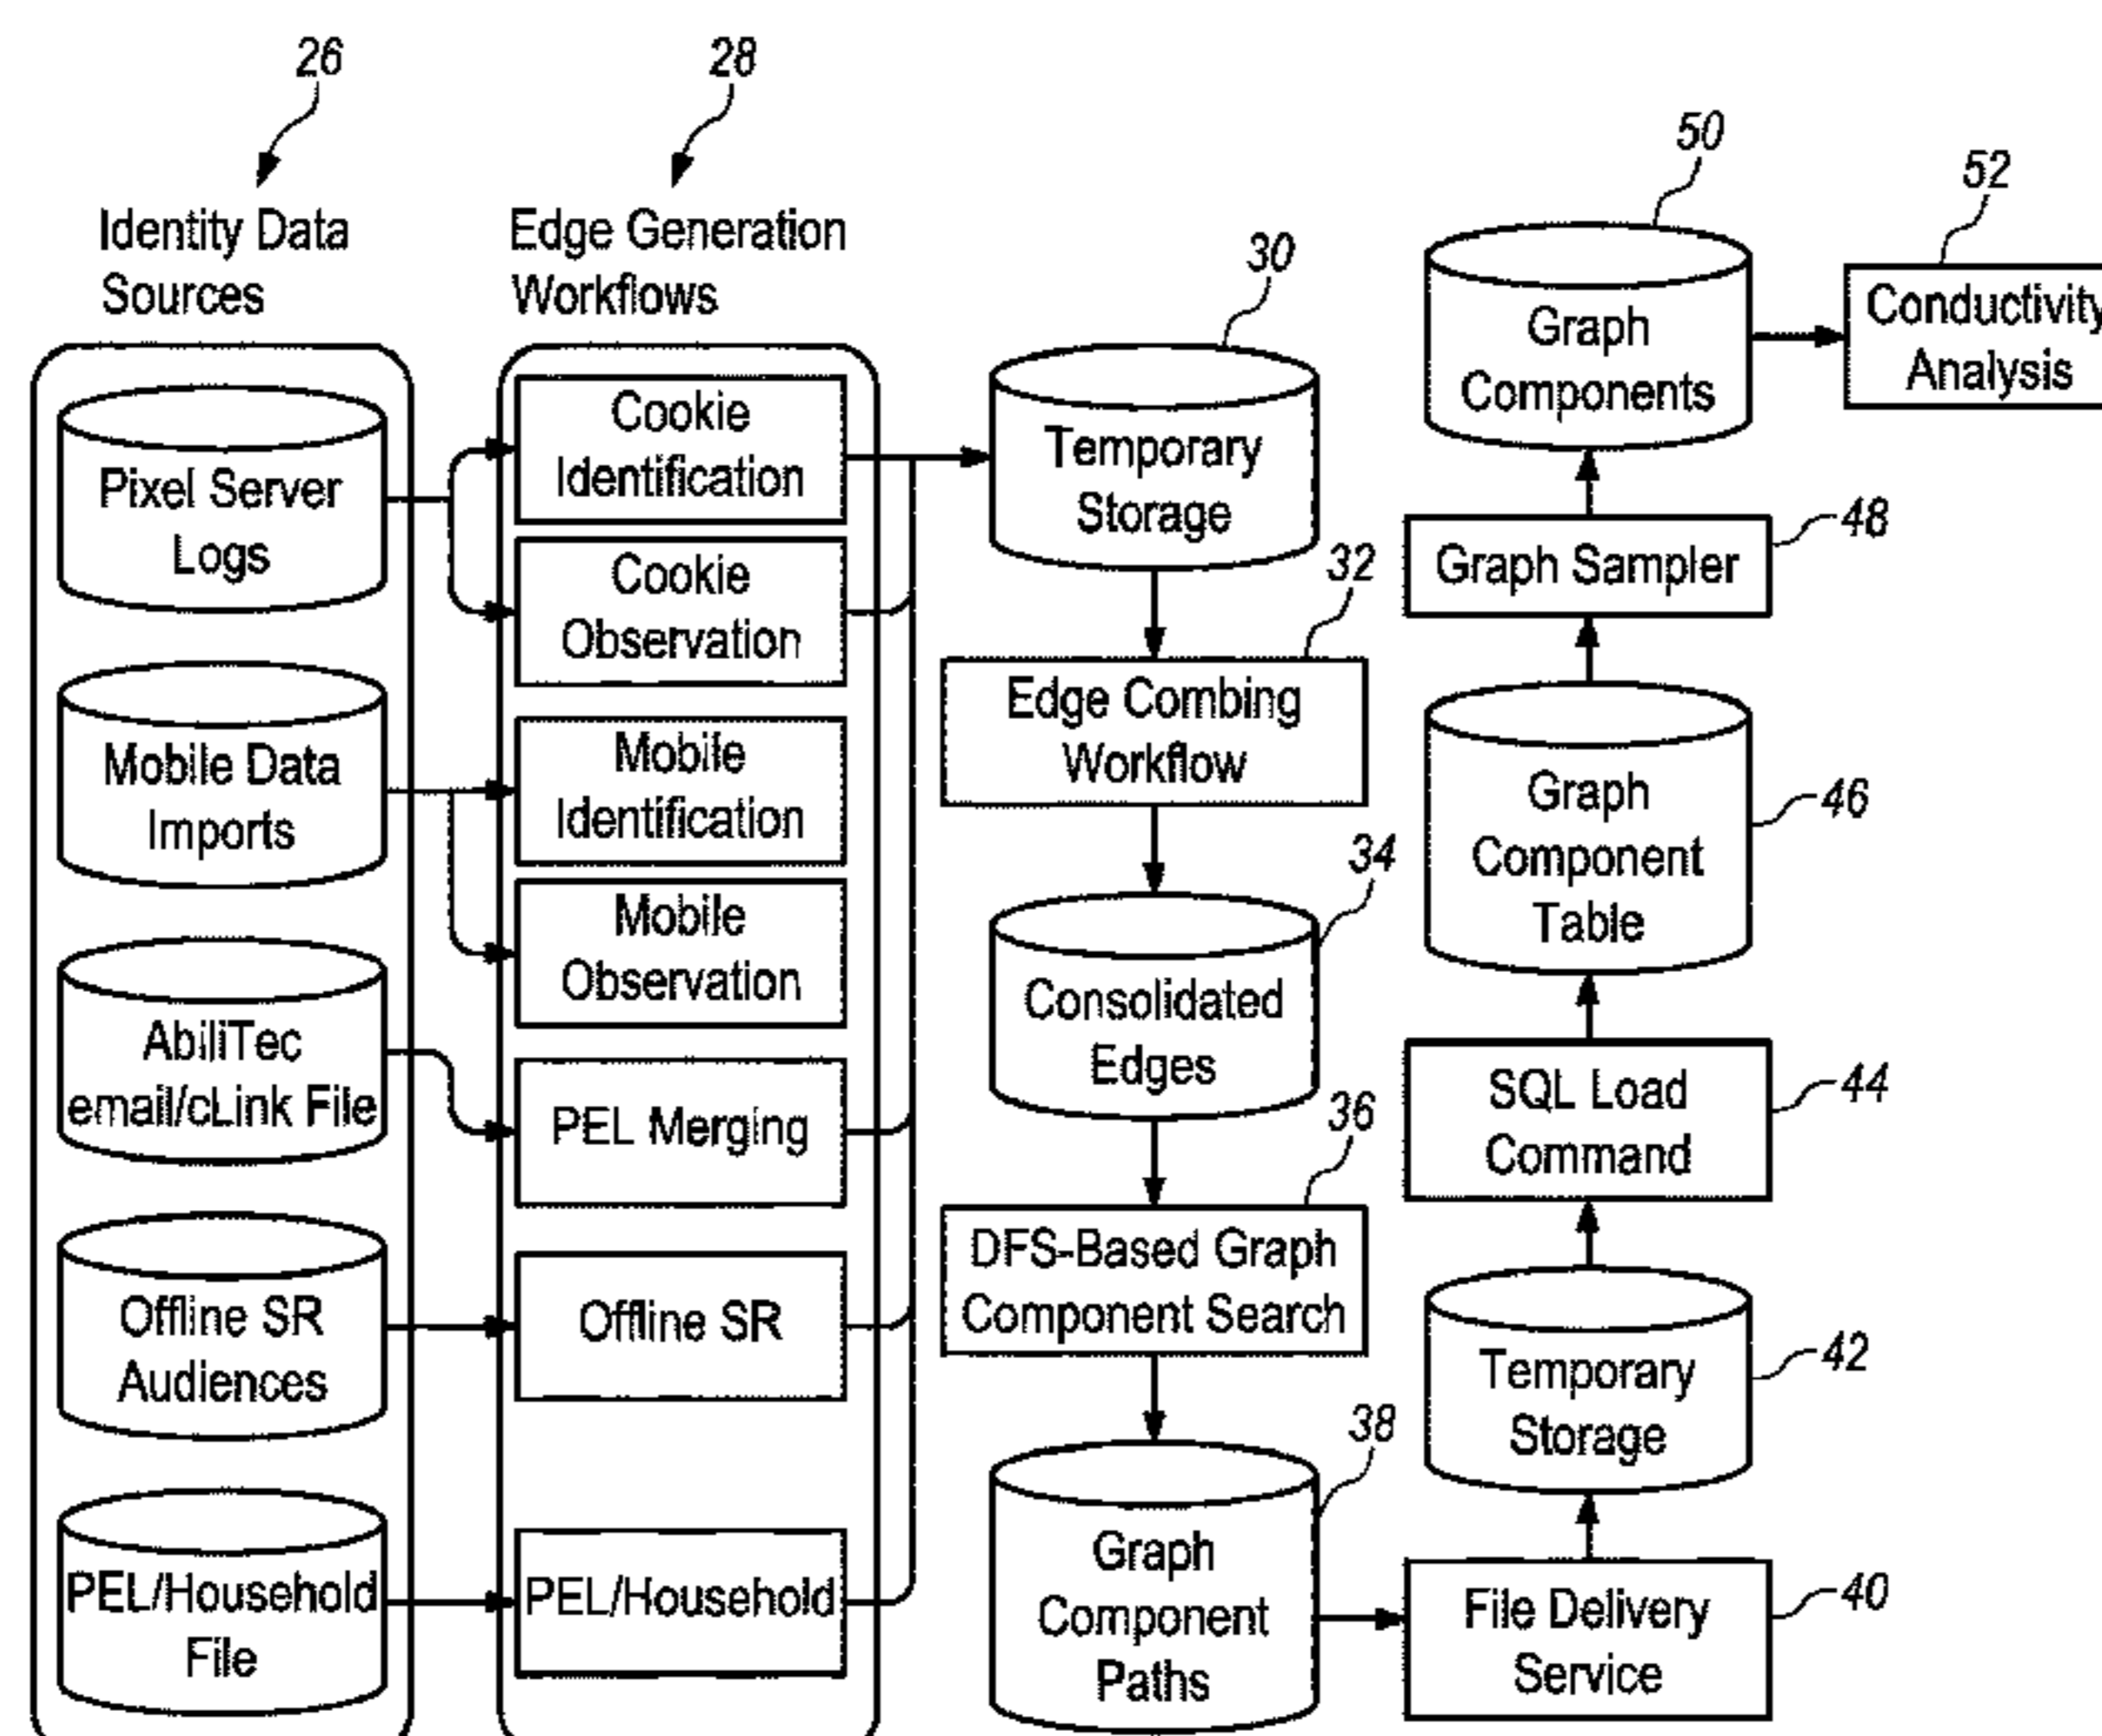 26
28
Identity Data
Sources
Edge Generation
Workflows
Pixel Server
Logs
Mobile Data
Imports
AbiliTec
email/cLink File
Offline SR
Audiences
PEL/Household
File
Cookie
Identification
Cookie
Observation
Mobile
Identification
Mobile
Observation
PEL Merging
Offline SR
PEL/Household
30
Temporary
Storage
32
Edge Combing
Workflow
34
Consolidated
Edges
36
DFS-Based Graph
Component Search
38
Graph
Component
Paths
40
File Delivery
Service
42
Temporary
Storage
44
SQL Load
Command
46
Graph
Component
Table
48
Graph Sampler
50
Graph
Components
52
Conductivity
Analysis